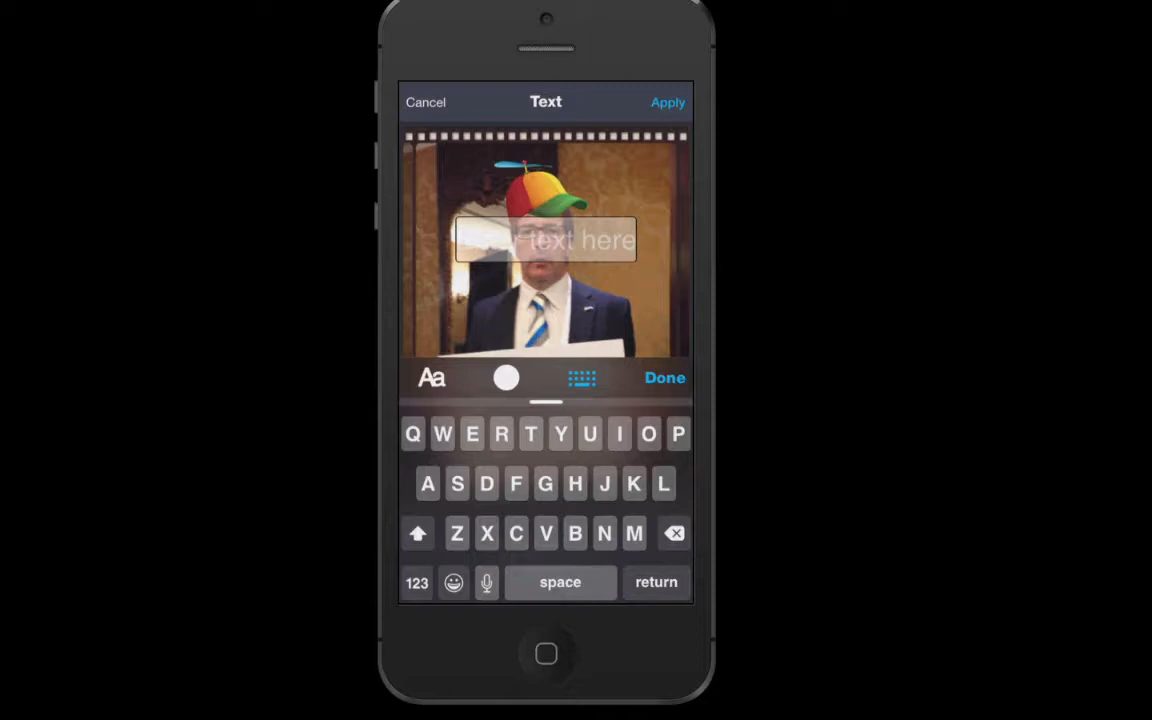 Cancel Text Apply
text here
Aa Done
Q W E R T Y U I O P
A S D F G H J K L
Z X C V B N M
123 space return